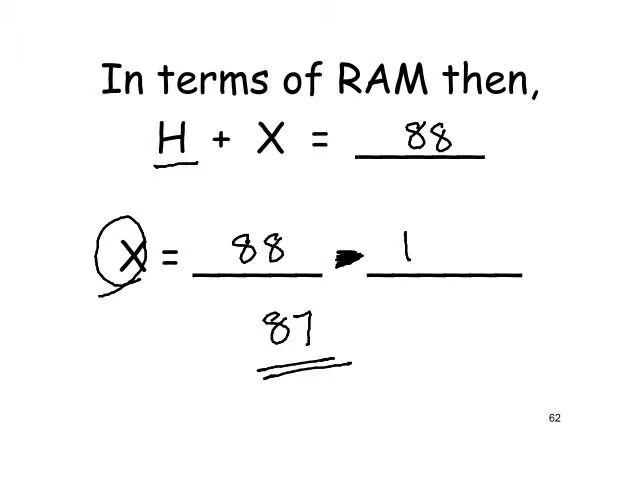 In terms of RAM then,
H + X = 88
X = 88 - 1
87
62